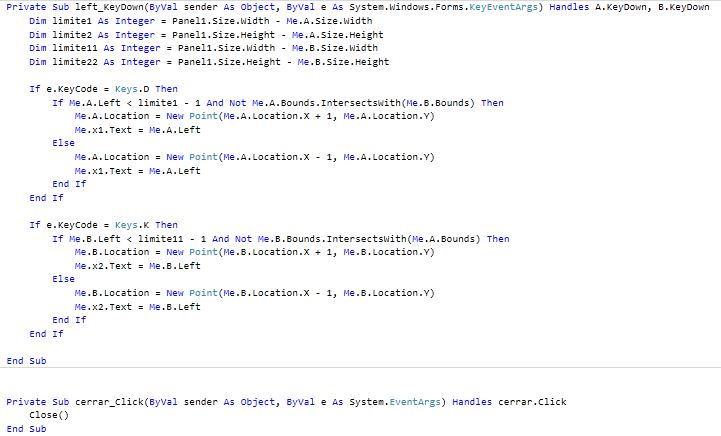 Private Sub left_KeyDown(ByVal sender As Object, ByVal e As System.Windows.Forms.KeyEventArgs) Handles A.KeyDown, B.KeyDown
    Dim limite1 As Integer = Panel1.Size.Width - Me.A.Size.Width
    Dim limite2 As Integer = Panel1.Size.Height - Me.A.Size.Height
    Dim limite11 As Integer = Panel1.Size.Width - Me.B.Size.Width
    Dim limite22 As Integer = Panel1.Size.Height - Me.B.Size.Height

    If e.KeyCode = Keys.D Then
        If Me.A.Left < limite1 - 1 And Not Me.A.Bounds.IntersectsWith(Me.B.Bounds) Then
            Me.A.Location = New Point(Me.A.Location.X + 1, Me.A.Location.Y)
            Me.x1.Text = Me.A.Left
        Else
            Me.A.Location = New Point(Me.A.Location.X - 1, Me.A.Location.Y)
            Me.x1.Text = Me.A.Left
        End If
    End If

    If e.KeyCode = Keys.K Then
        If Me.B.Left < limite11 - 1 And Not Me.B.Bounds.IntersectsWith(Me.A.Bounds) Then
            Me.B.Location = New Point(Me.B.Location.X + 1, Me.B.Location.Y)
            Me.x2.Text = Me.B.Left
        Else
            Me.B.Location = New Point(Me.B.Location.X - 1, Me.B.Location.Y)
            Me.x2.Text = Me.B.Left
        End If
    End If

End Sub

Private Sub cerrar_Click(ByVal sender As Object, ByVal e As System.EventArgs) Handles cerrar.Click
    Close()
End Sub